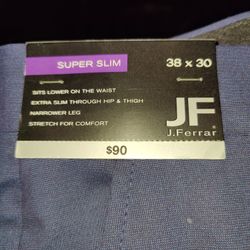 SUPER SLIM
38 x 30
SITS LOWER ON THE WAIST
EXTRA SLIM THROUGH HIP & THIGH
NARROWER LEG
STRETCH FOR COMFORT
JF
J.Ferrar
$90